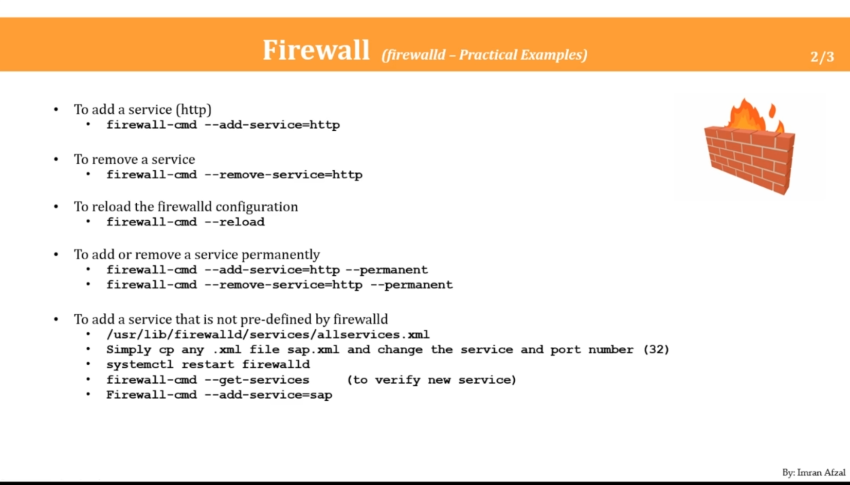 Firewall (firewalld – Practical Examples) 2/3
• To add a service (http)
• firewall-cmd --add-service=http
• To remove a service
• firewall-cmd --remove-service=http
• To reload the firewalld configuration
• firewall-cmd --reload
• To add or remove a service permanently
• firewall-cmd --add-service=http --permanent
• firewall-cmd --remove-service=http --permanent
• To add a service that is not pre-defined by firewalld
• /usr/lib/firewalld/services/allservices.xml
• Simply cp any .xml file sap.xml and change the service and port number (32)
• systemctl restart firewalld
• firewall-cmd --get-services (to verify new service)
• Firewall-cmd --add-service=sap
By: Imran Afzal